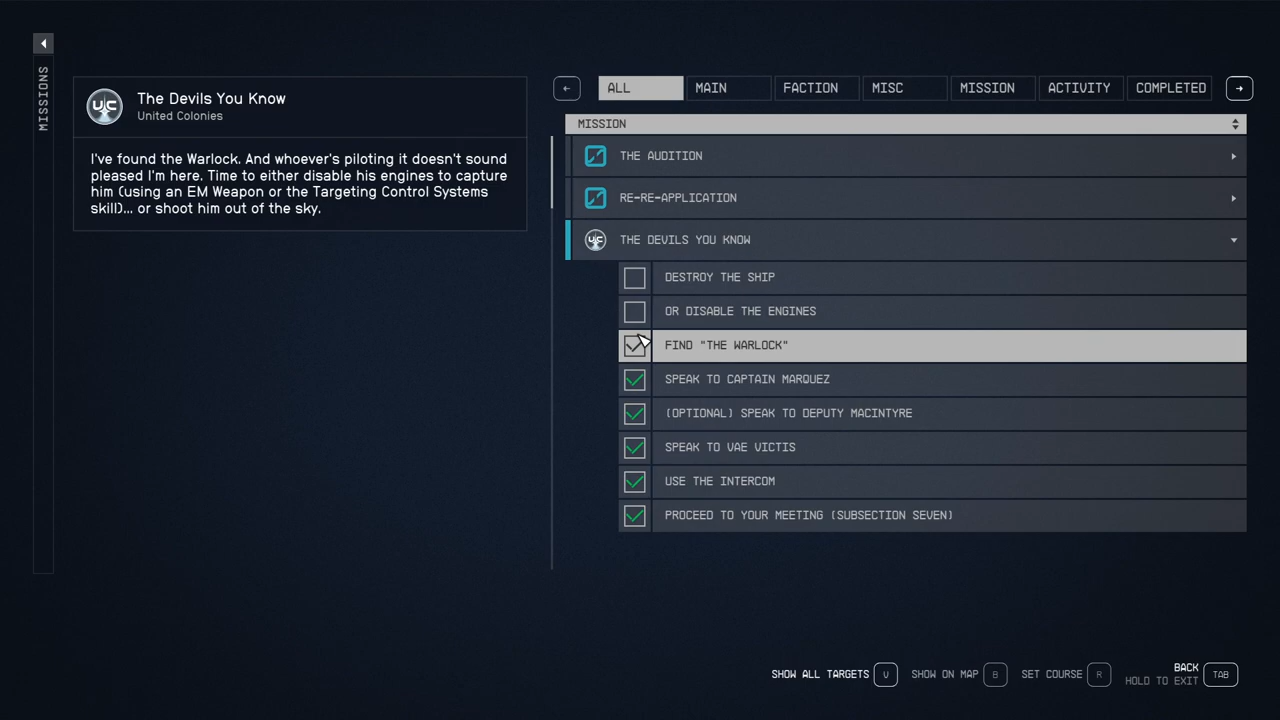 MISSIONS
The Devils You Know
United Colonies
I've found the Warlock. And whoever's piloting it doesn't sound
pleased I'm here. Time to either disable his engines to capture
him (using an EM Weapon or the Targeting Control Systems
skill)... or shoot him out of the sky.
ALL
MAIN
FACTION
MISC
MISSION
ACTIVITY
COMPLETED
MISSION
THE AUDITION
RE-RE-APPLICATION
UC
THE DEVILS YOU KNOW
DESTROY THE SHIP
OR DISABLE THE ENGINES
FIND "THE WARLOCK"
SPEAK TO CAPTAIN MARQUEZ
(OPTIONAL) SPEAK TO DEPUTY MACINTYRE
SPEAK TO VAE VICTIS
USE THE INTERCOM
PROCEED TO YOUR MEETING (SUBSECTION SEVEN)
SHOW ALL TARGETS V
SHOW ON MAP B
SET COURSE R
BACK
HOLD TO EXIT
TAB